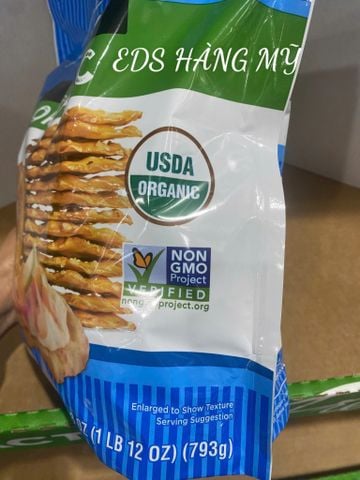 C
EDS HÀNG MỸ
USDA
ORGANIC
NON
GMO
Project
VERIFIED
nongmoproject.org
Enlarged to Show Texture
Serving Suggestion
OZ (1 LB 12 OZ) (793g)